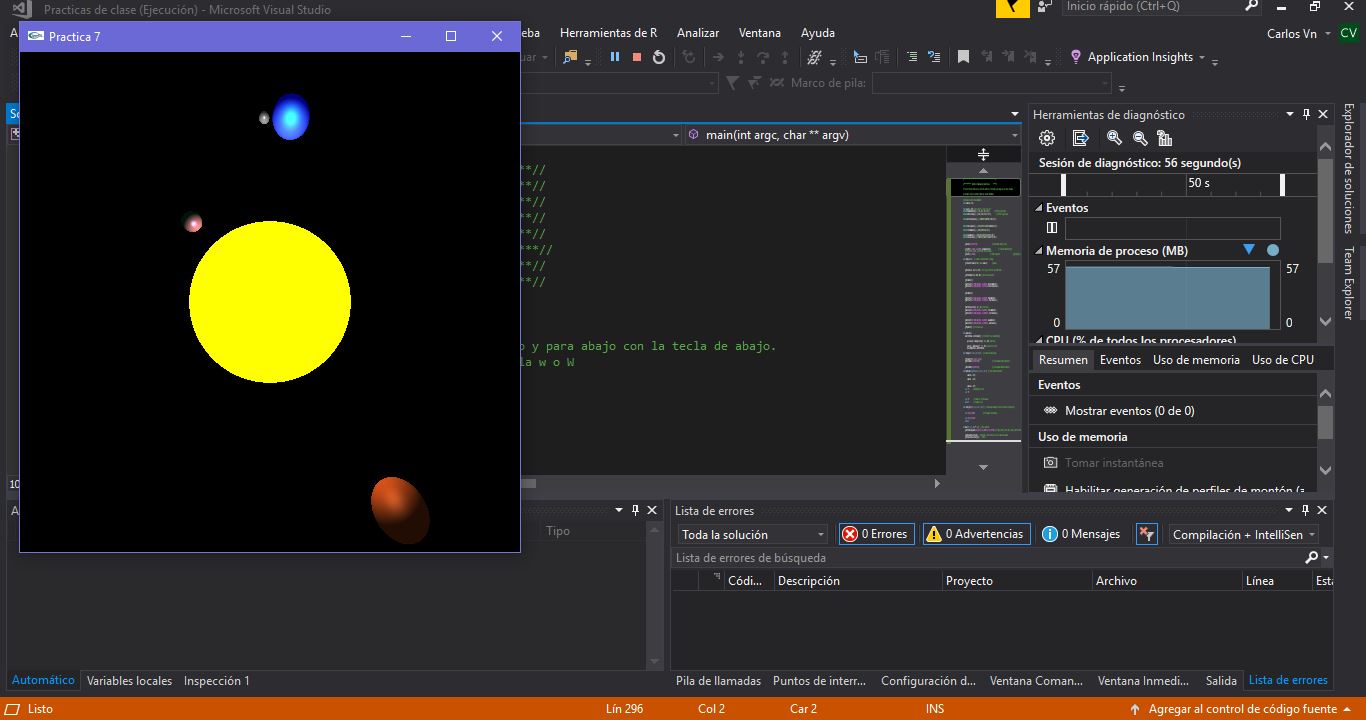 Practicas de clase (Ejecución) - Microsoft Visual Studio
Inicio rápido (Ctrl+Q)
Practica 7
Herramientas de R
Analizar
Ventana
Ayuda
Carlos Vn
CV
Application Insights
Marco de pila:
main(int argc, char ** argv)
**//
**//
**//
**//
**//
***//
**//
**//
y para abajo con la tecla de abajo.
la w o W
Herramientas de diagnóstico
Sesión de diagnóstico: 56 segundo(s)
50 s
Eventos
Memoria de proceso (MB)
57
57
0
0
CPU (% de todos los procesadores)
Resumen
Eventos
Uso de memoria
Uso de CPU
Eventos
Mostrar eventos (0 de 0)
Uso de memoria
Tomar instantánea
Habilitar generación de perfiles de montón (a
Explorador de soluciones
Team Explorer
Tipo
Automático
Variables locales
Inspección 1
Lista de errores
Toda la solución
0 Errores
0 Advertencias
0 Mensajes
Compilación + IntelliSen
Lista de errores de búsqueda
Códi...
Descripción
Proyecto
Archivo
Línea
Esta
Pila de llamadas
Puntos de interr...
Configuración d...
Ventana Coman...
Ventana Inmedi...
Salida
Lista de errores
Listo
Lín 296
Col 2
Car 2
INS
Agregar al control de código fuente